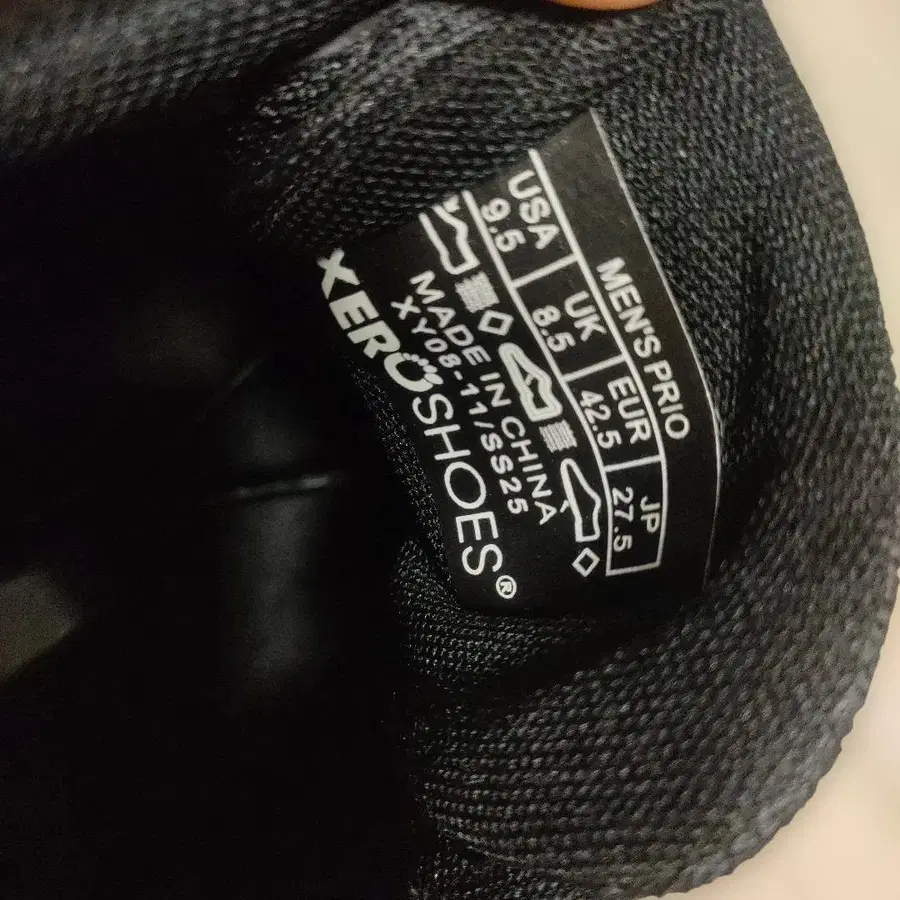 MEN'S PRIO
USA UK EUR JP
9.5 8.5 42.5 27.5
MADE IN CHINA
XY08-11/SS25
XEROSHOES®